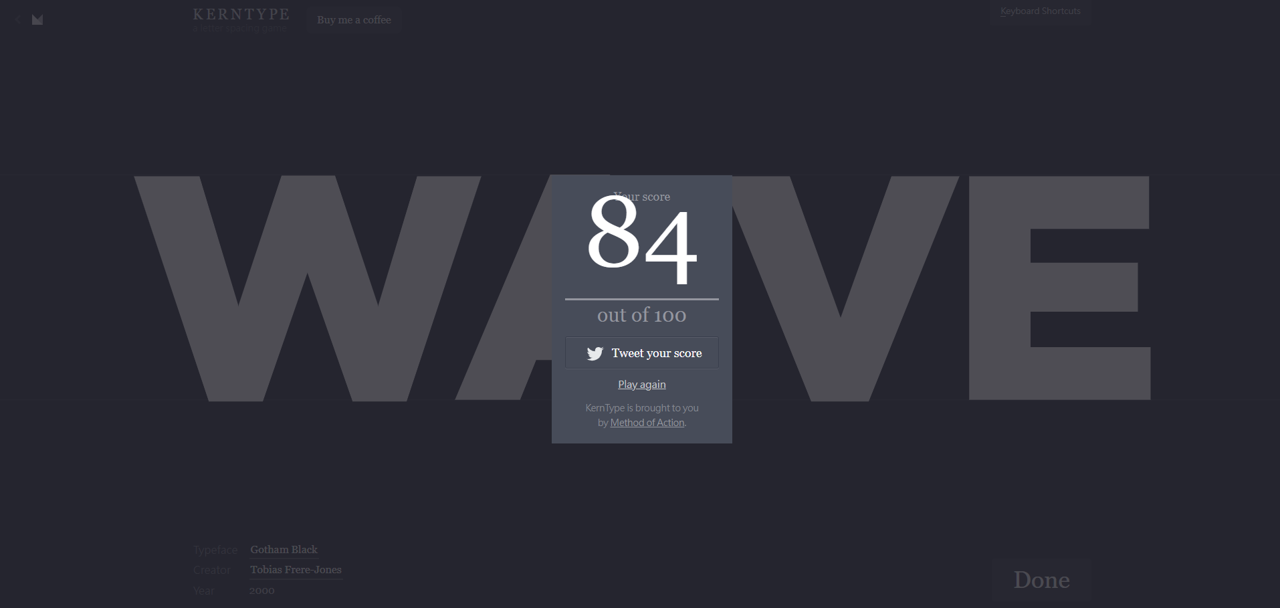 KERNTYPE
Buy me a coffee
Keyboard Shortcuts
WAVE
Your score
84
out of 100
Tweet your score
Play again
KernType is brought to you
by Method of Action.
Typeface Gotham Black
Curator Tobias Frere-Jones
Year 2000
Done